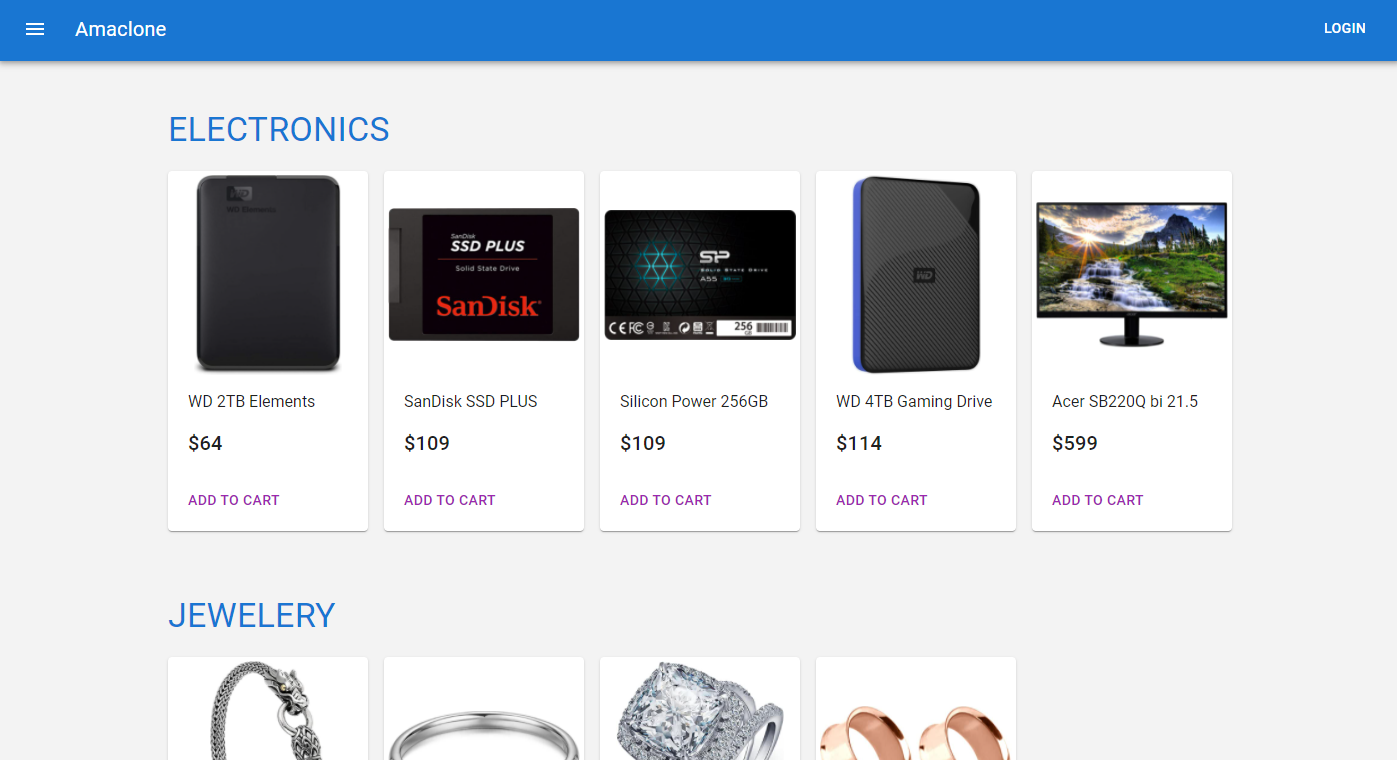 Amaclone
LOGIN
ELECTRONICS
WD
WD Elements
SanDisk
SSD PLUS
Solid State Drive
SanDisk
SP
SOLID STATE DRIVE
A55
256
GB
WD
WD 2TB Elements
SanDisk SSD PLUS
Silicon Power 256GB
WD 4TB Gaming Drive
Acer SB220Q bi 21.5
$64
$109
$109
$114
$599
ADD TO CART
ADD TO CART
ADD TO CART
ADD TO CART
ADD TO CART
JEWELERY